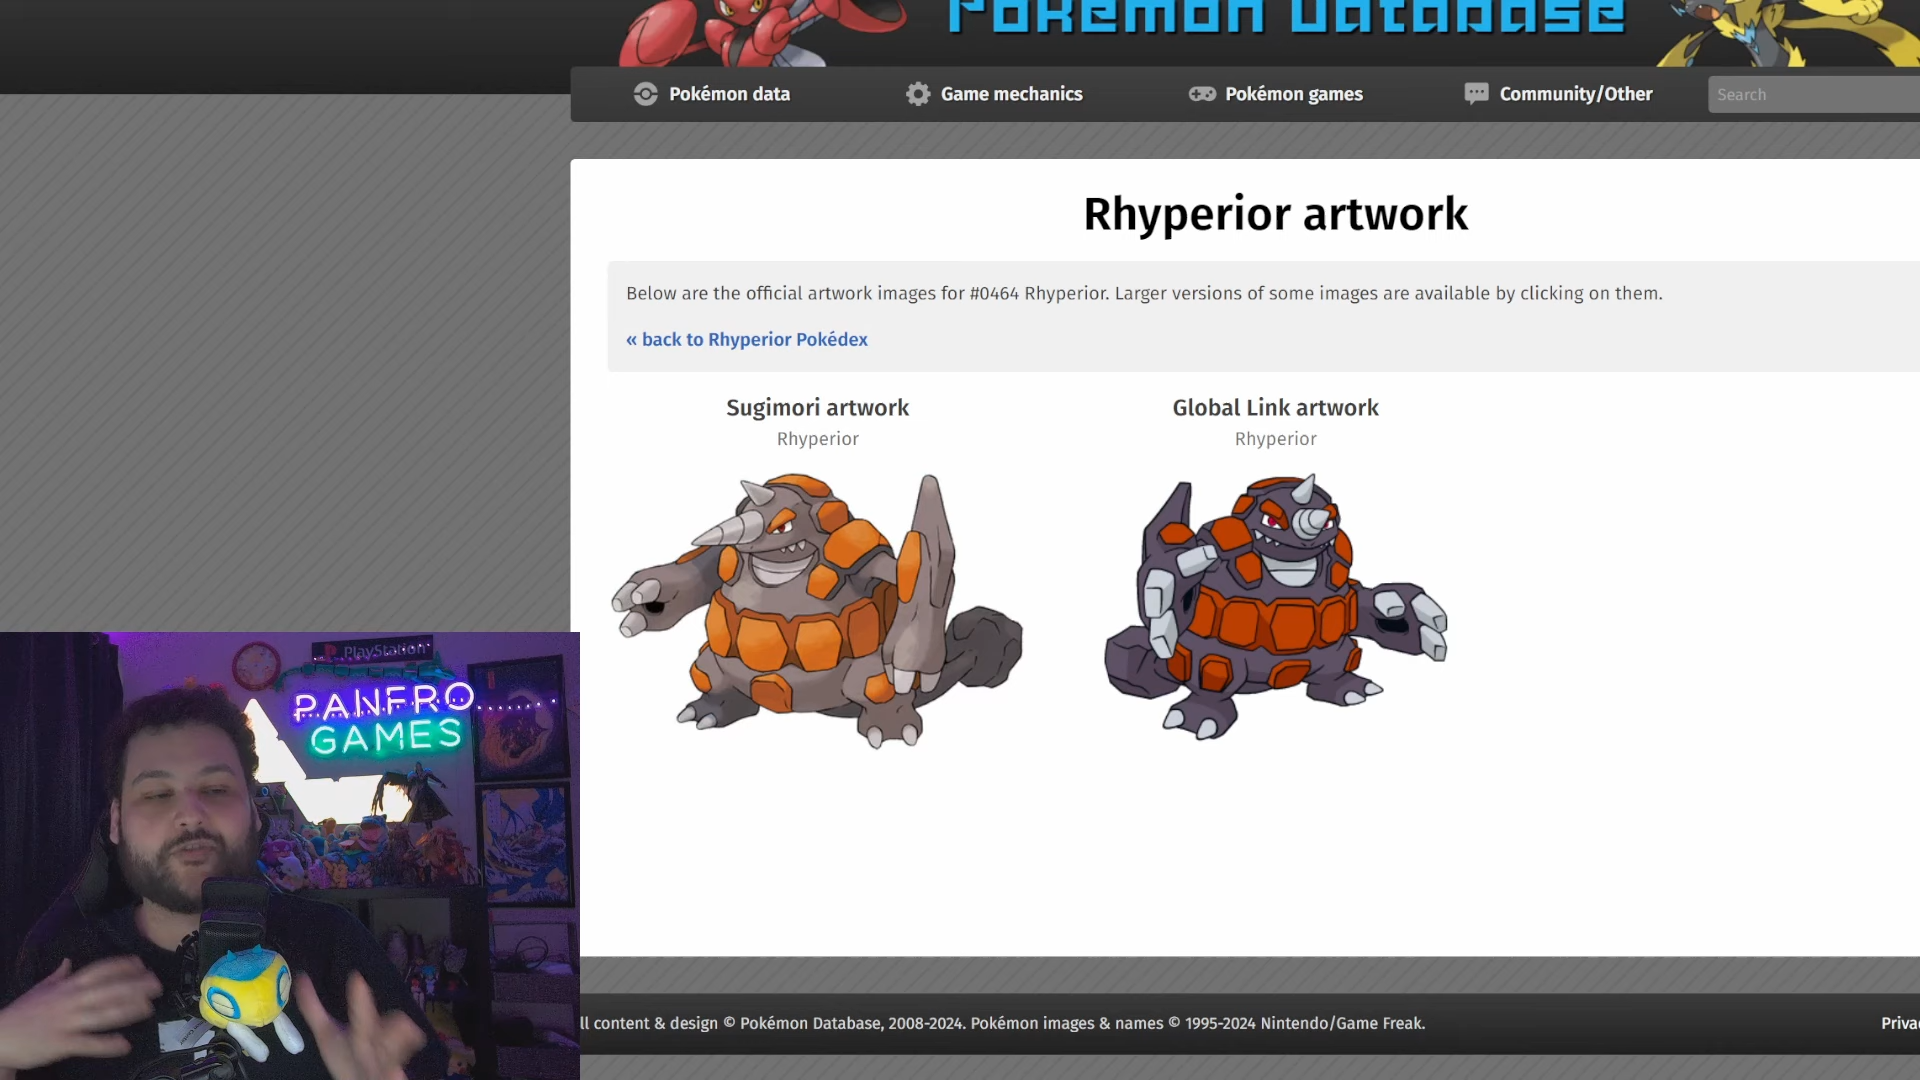 Pokémon Database
Pokémon data
Game mechanics
Pokémon games
Community/Other
Search
Rhyperior artwork
Below are the official artwork images for #0464 Rhyperior. Larger versions of some images are available by clicking on them.
« back to Rhyperior Pokédex
Sugimori artwork
Rhyperior
Global Link artwork
Rhyperior
PlayStation
PANFRO
GAMES
ll content & design © Pokémon Database, 2008-2024. Pokémon images & names © 1995-2024 Nintendo/Game Freak.
Priva